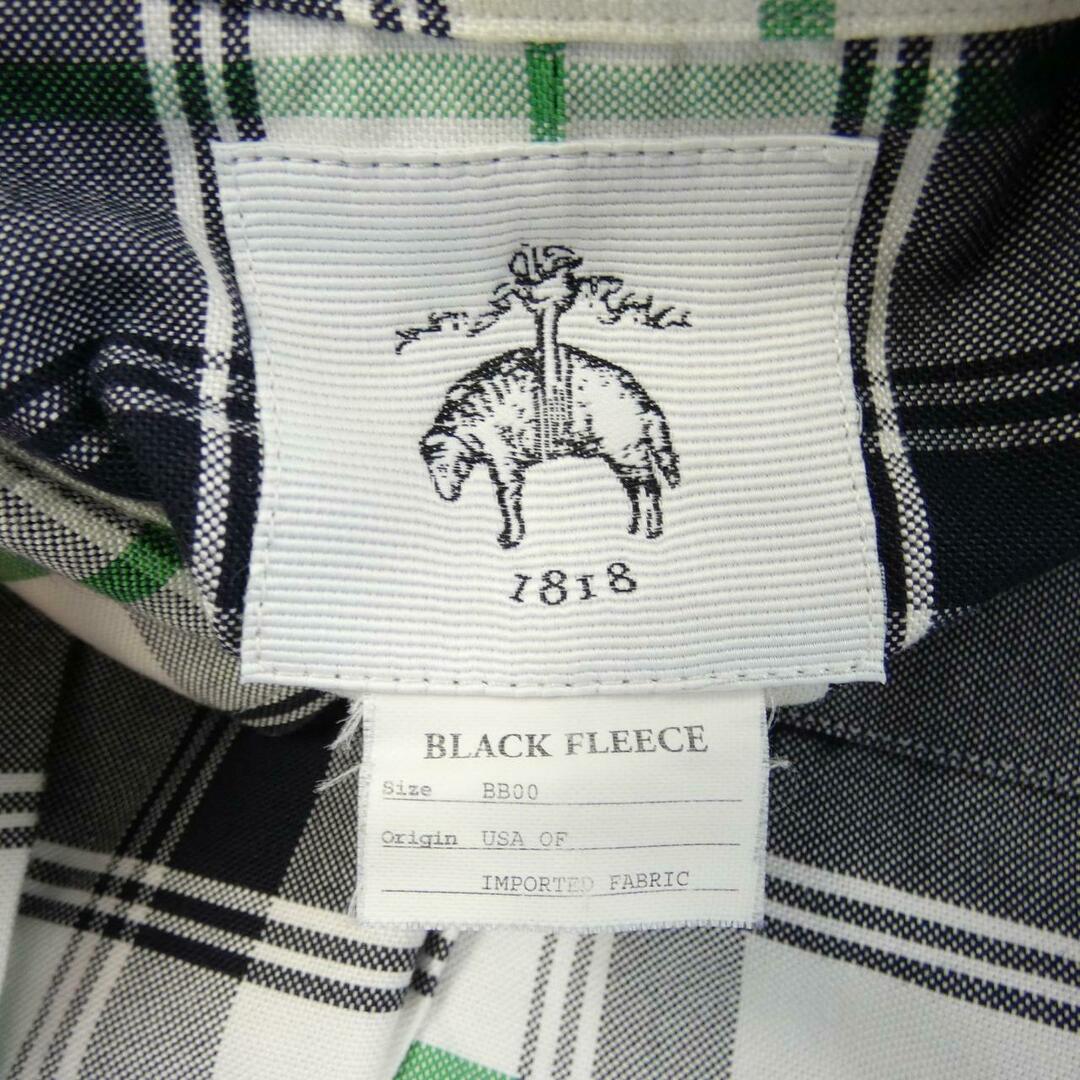 1818
BLACK FLEECE
Size BB00
Origin USA OF
IMPORTED FABRIC